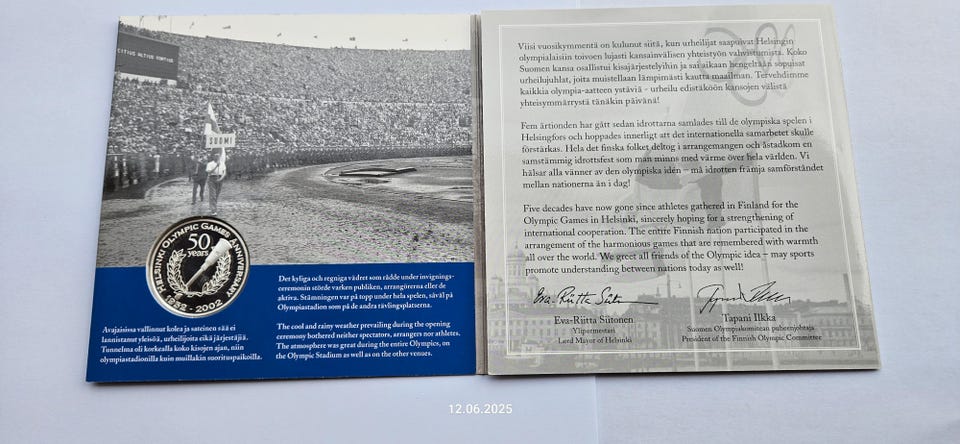 CITIUS ALTIUS FORTIUS
SUOMI
HELSINKI OLYMPIC GAMES ANNIVERSARY
50
years
1952 - 2002
Avajaisissa vallinnut kolea ja sateinen sää ei
lannistanut yleisöä, urheilijoita eikä järjestäjiä.
Tunnelma oli korkealla koko kisojen ajan, niin
olympiastadionilla kuin muillakin suorituspaikoilla.
Det kyliga och regniga vädret som rådde under invignings-
ceremonin störde varken publiken, arrangörerna eller de
aktiva. Stämningen var på topp under hela spelen, såväl på
Olympiastadion som på de andra tävlingsplatserna.
The cool and rainy weather prevailing during the opening
ceremony bothered neither spectators, arrangers nor athletes.
The atmosphere was great during the entire Olympics, on
the Olympic Stadium as well as on the other venues.
Viisi vuosikymmentä on kulunut siitä, kun urheilijat saapuivat Helsingin
olympialaisiin toivoen lujasti kansainvälisen yhteistyön vahvistumista. Koko
Suomen kansa osallistui kisajärjestelyihin ja sai aikaan hengeltään sopuisat
urheilujuhlat, joita muistellaan lämpimästi kautta maailman. Tervehdimme
kaikkia olympia-aatteen ystäviä - urheilu edistäköön kansojen välistä
yhteisymmärrystä tänäkin päivänä!
Fem årtionden har gått sedan idrottarna samlades till de olympiska spelen i
Helsingfors och hoppades innerligt att det internationella samarbetet skulle
förstärkas. Hela det finska folket deltog i arrangemangen och åstadkom en
samstämmig idrottsfest som man minns med värme över hela världen. Vi
hälsar alla vänner av den olympiska idén – må idrotten främja samförståndet
mellan nationerna än i dag!
Five decades have now gone since athletes gathered in Finland for the
Olympic Games in Helsinki, sincerely hoping for a strengthening of
international cooperation. The entire Finnish nation participated in the
arrangement of the harmonious games that are remembered with warmth
all over the world. We greet all friends of the Olympic idea – may sports
promote understanding between nations today as well!
Eva-Riitta Siitonen
Eva-Riitta Siitonen
Ylipormestari
Lord Mayor of Helsinki
Tapani Ilkka
Suomen Olympiakomitean puheenjohtaja
President of the Finnish Olympic Committee
12.06.2025